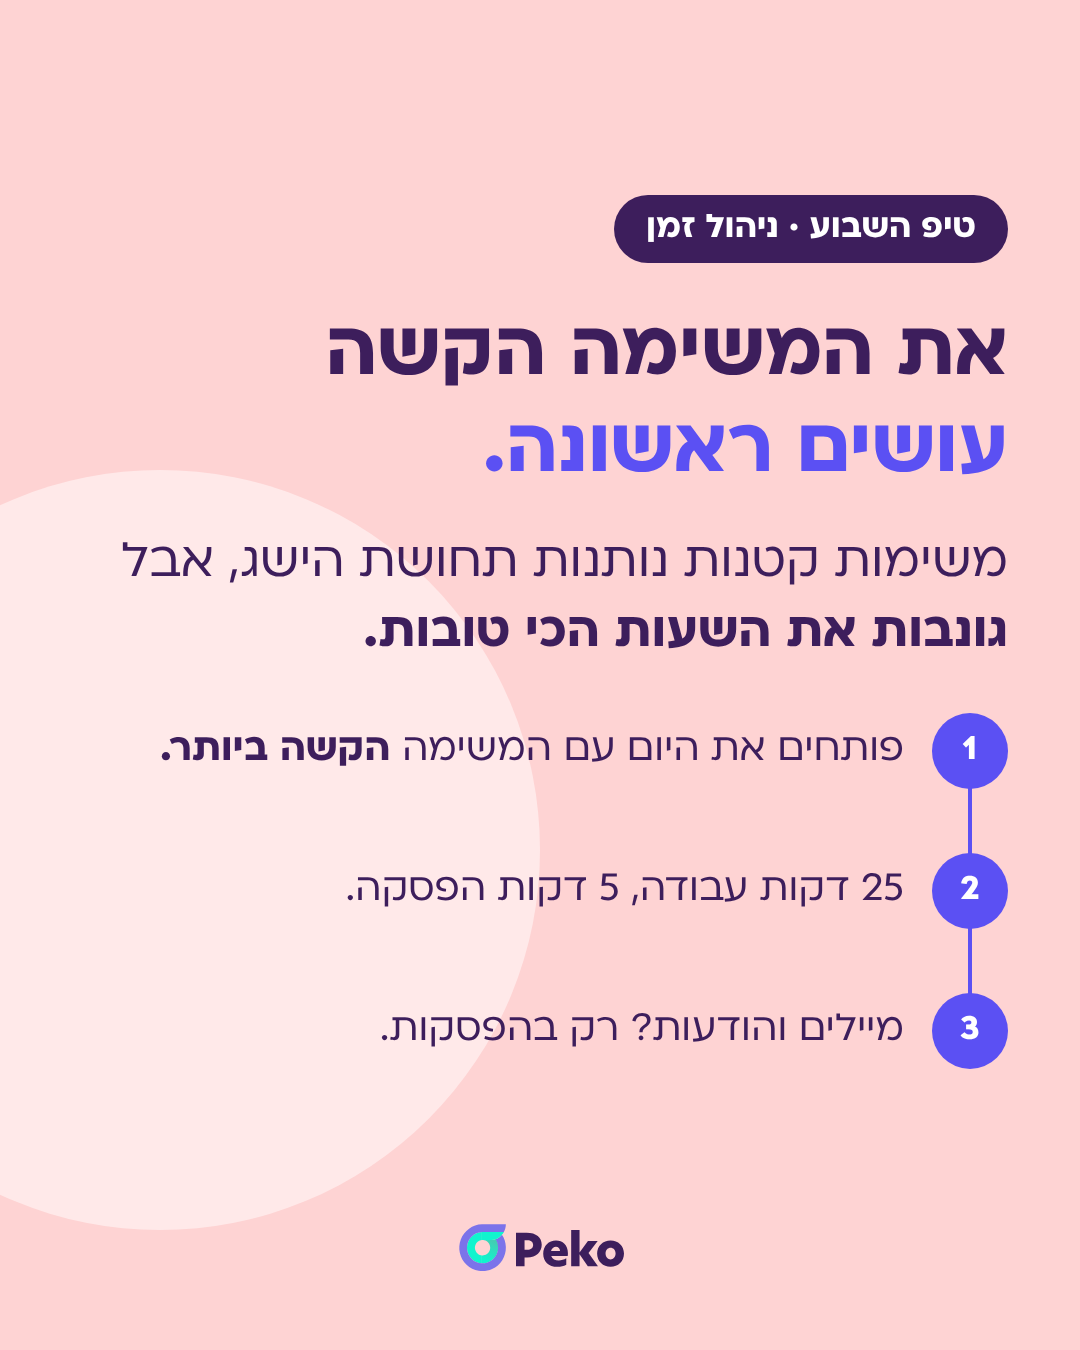 טיפ השבוע · ניהול זמן
את המשימה הקשה
עושים ראשונה.
משימות קטנות נותנות תחושת הישג, אבל
גונבות את השעות הכי טובות.
1 פותחים את היום עם המשימה הקשה ביותר.
2 25 דקות עבודה, 5 דקות הפסקה.
3 מיילים והודעות? רק בהפסקות.
Peko